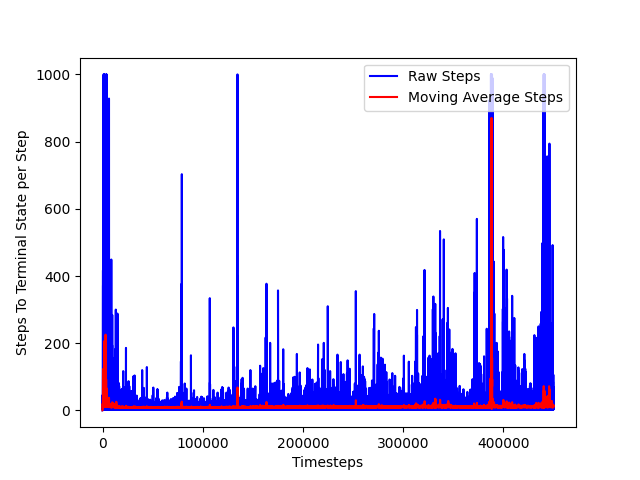 1000
800
600
400
200
0
Steps To Terminal State per Step
Raw Steps
Moving Average Steps
0
100000
200000
300000
400000
Timesteps